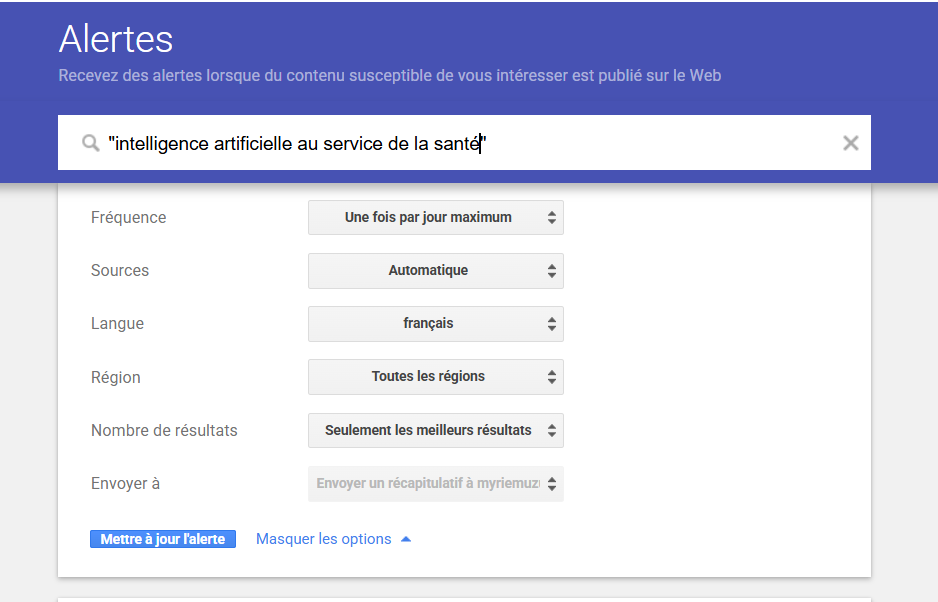 Alertes
Recevez des alertes lorsque du contenu susceptible de vous intéresser est publié sur le Web
"intelligence artificielle au service de la santé"
Fréquence Une fois par jour maximum
Sources Automatique
Langue français
Région Toutes les régions
Nombre de résultats Seulement les meilleurs résultats
Envoyer à Envoyer un récapitulatif à myriemuz
Mettre à jour l'alerte Masquer les options